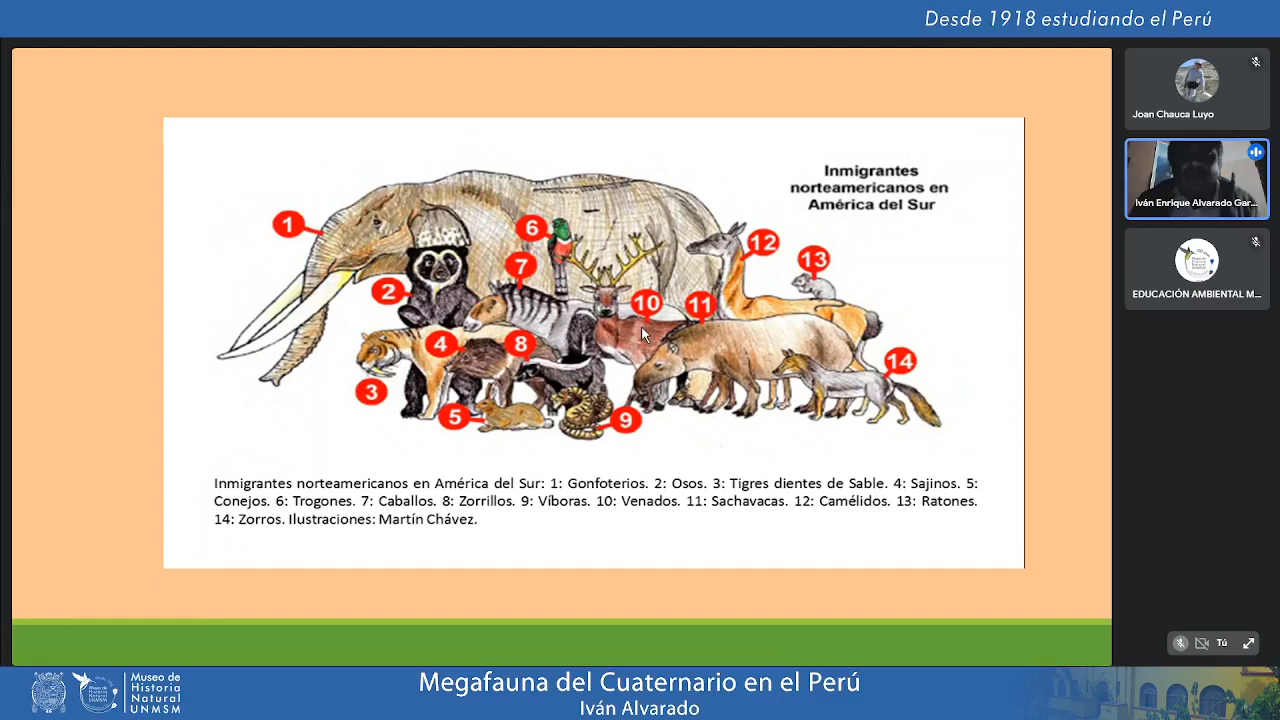 Desde 1918 estudiando el Perú
Inmigrantes
norteamericanos en
América del Sur
1
2
3
4
5
6
7
8
9
10
11
12
13
14
Inmigrantes norteamericanos en América del Sur: 1: Gonfoterios. 2: Osos. 3: Tigres dientes de Sable. 4: Sajinos. 5:
Conejos. 6: Trogones. 7: Caballos. 8: Zorrillos. 9: Víboras. 10: Venados. 11: Sachavacas. 12: Camélidos. 13: Ratones.
14: Zorros. Ilustraciones: Martín Chávez.
Joan Chauca Luyo
Iván Enrique Alvarado Gar...
EDUCACIÓN AMBIENTAL M...
Tú
Museo de
Historia
Natural
UNMSM
Megafauna del Cuaternario en el Perú
Iván Alvarado